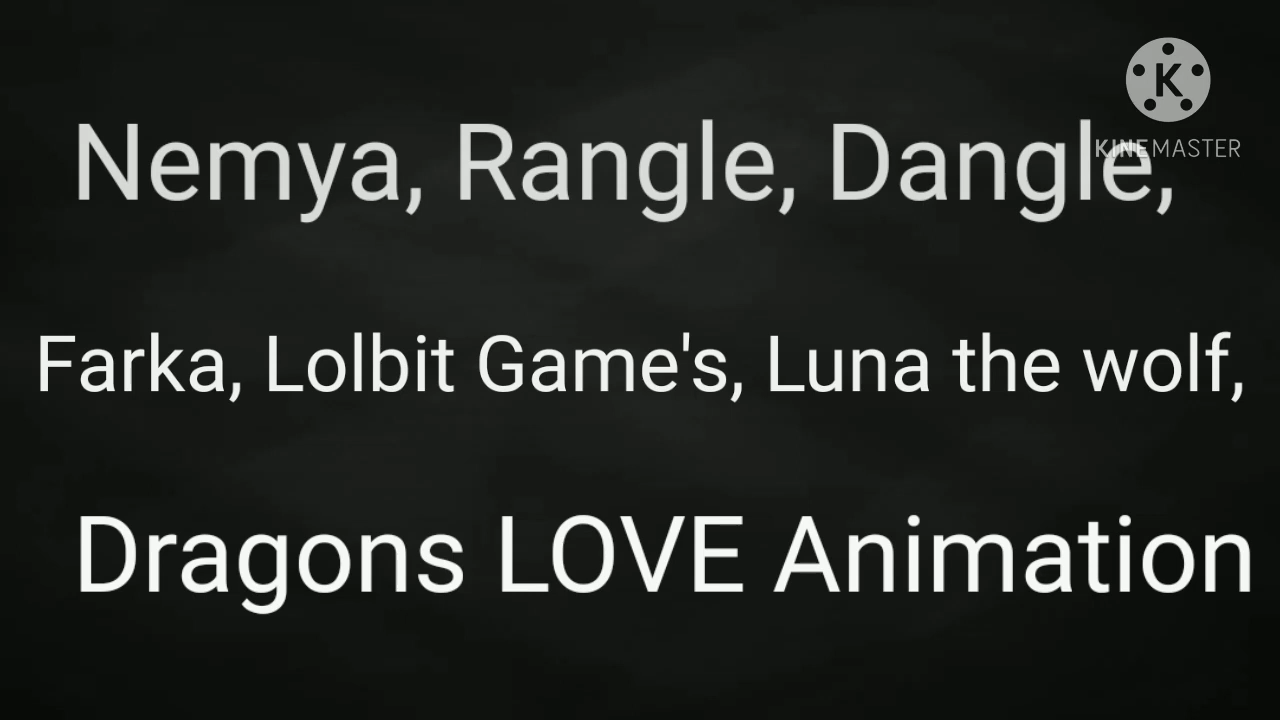 K
KINEMASTER
Nemya, Rangle, Dangle,
Farka, Lolbit Game's, Luna the wolf,
Dragons LOVE Animation